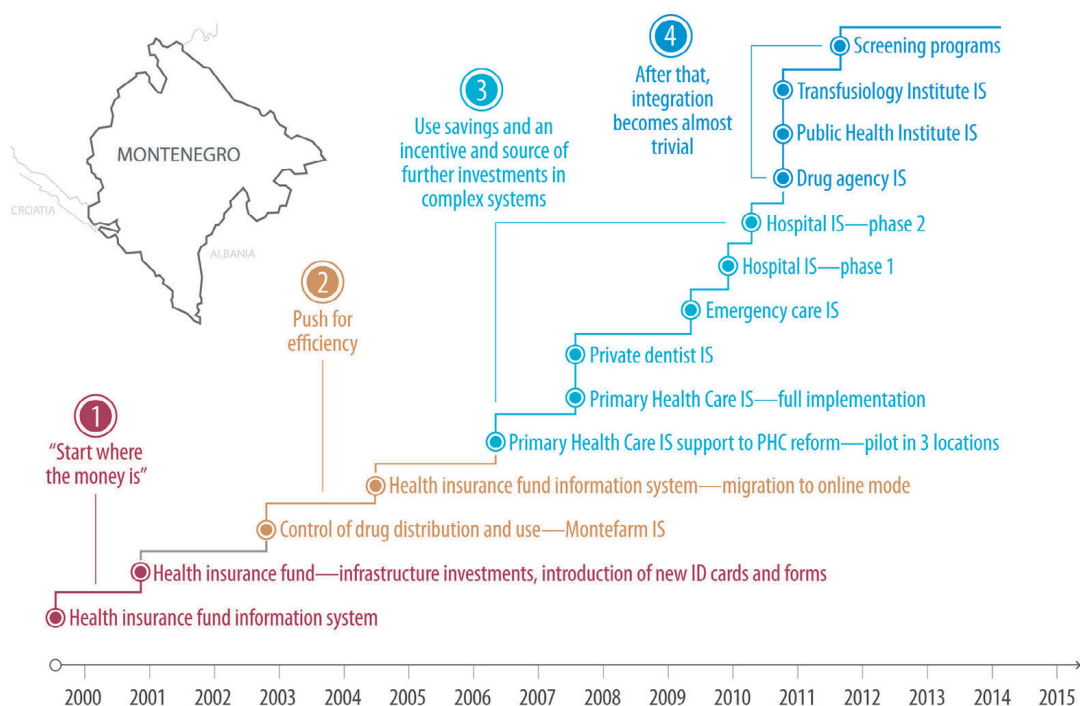 MONTENEGRO
CROATIA
ALBANIA
1
“Start where
the money is”
2
Push for
efficiency
3
Use savings and an
incentive and source of
further investments in
complex systems
4
After that,
integration
becomes almost
trivial
Screening programs
Transfusiology Institute IS
Public Health Institute IS
Drug agency IS
Hospital IS—phase 2
Hospital IS—phase 1
Emergency care IS
Private dentist IS
Primary Health Care IS—full implementation
Primary Health Care IS support to PHC reform—pilot in 3 locations
Health insurance fund information system—migration to online mode
Control of drug distribution and use—Montefarm IS
Health insurance fund—infrastructure investments, introduction of new ID cards and forms
Health insurance fund information system
2000 2001 2002 2003 2004 2005 2006 2007 2008 2009 2010 2011 2012 2013 2014 2015